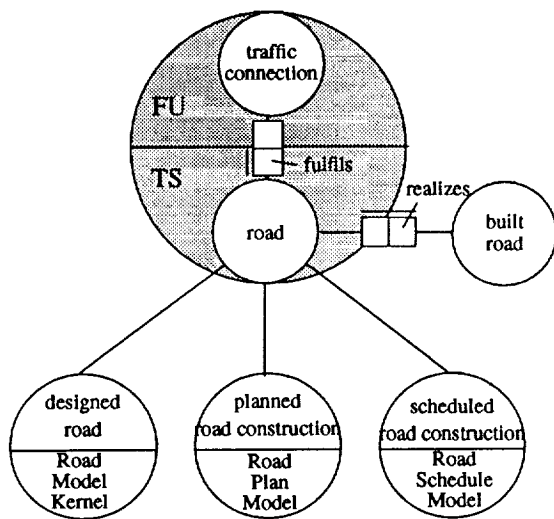 traffic
connection
FU
TS
fulfils
realizes
road
built
road
designed
road
Road
Model
Kernel
planned
road construction
Road
Plan
Model
scheduled
road construction
Road
Schedule
Model